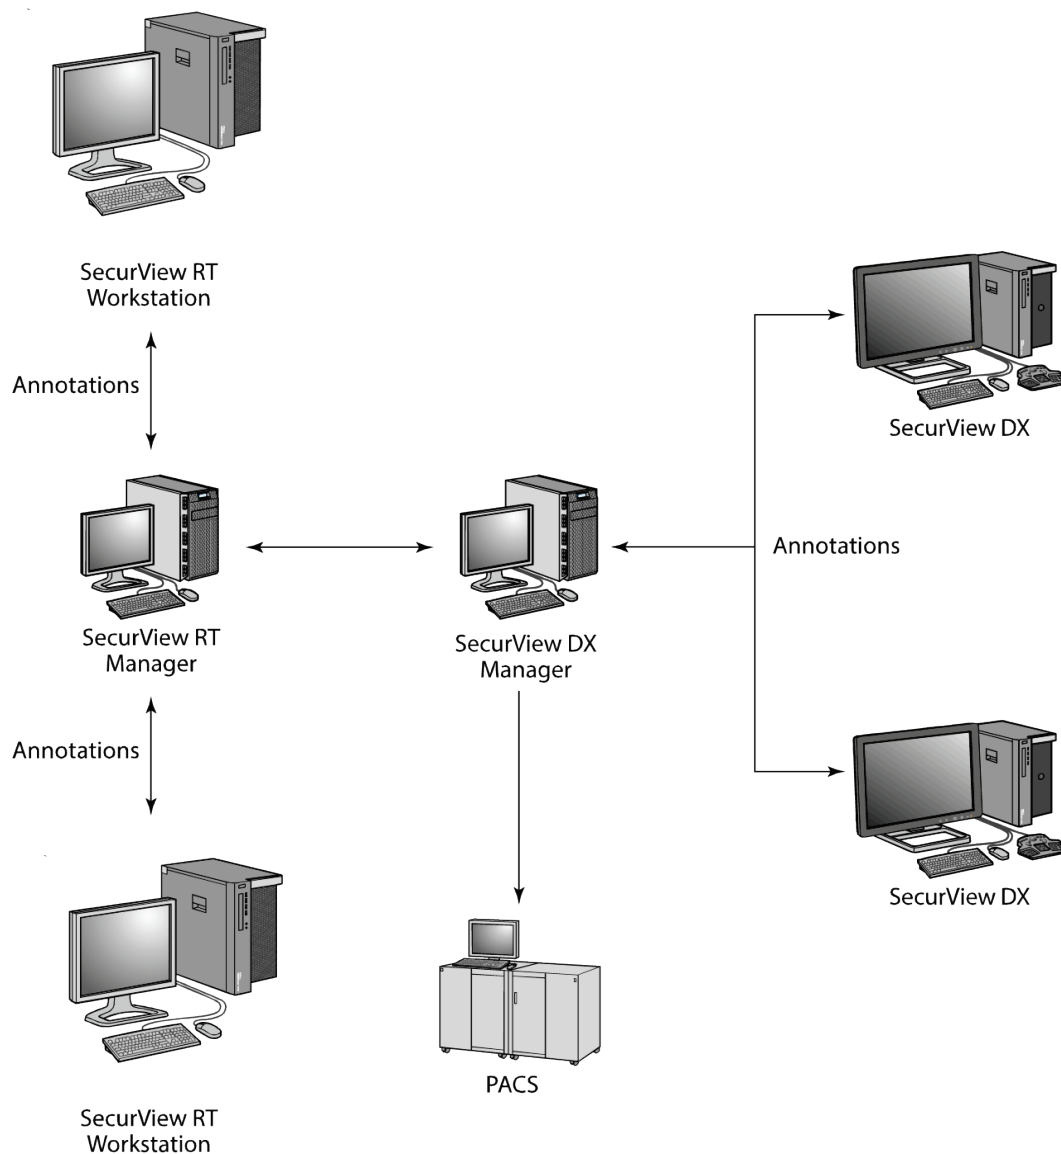 SecurView RT
Workstation
Annotations
SecurView DX
Annotations
SecurView RT
Manager
SecurView DX
Manager
Annotations
SecurView DX
PACS
SecurView RT
Workstation